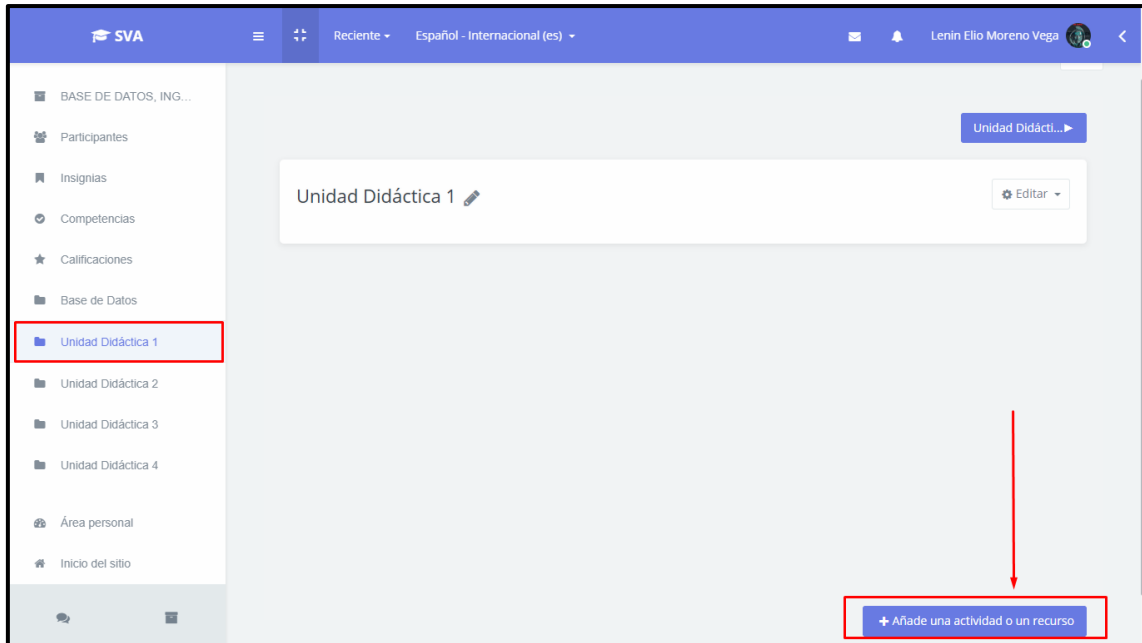 SVA
Reciente
Español - Internacional (es)
Lenin Elio Moreno Vega
BASE DE DATOS, ING...
Participantes
Insignias
Competencias
Calificaciones
Base de Datos
Unidad Didáctica 1
Unidad Didáctica 2
Unidad Didáctica 3
Unidad Didáctica 4
Área personal
Inicio del sitio
Unidad Didácti...
Unidad Didáctica 1
Editar
+ Añade una actividad o un recurso